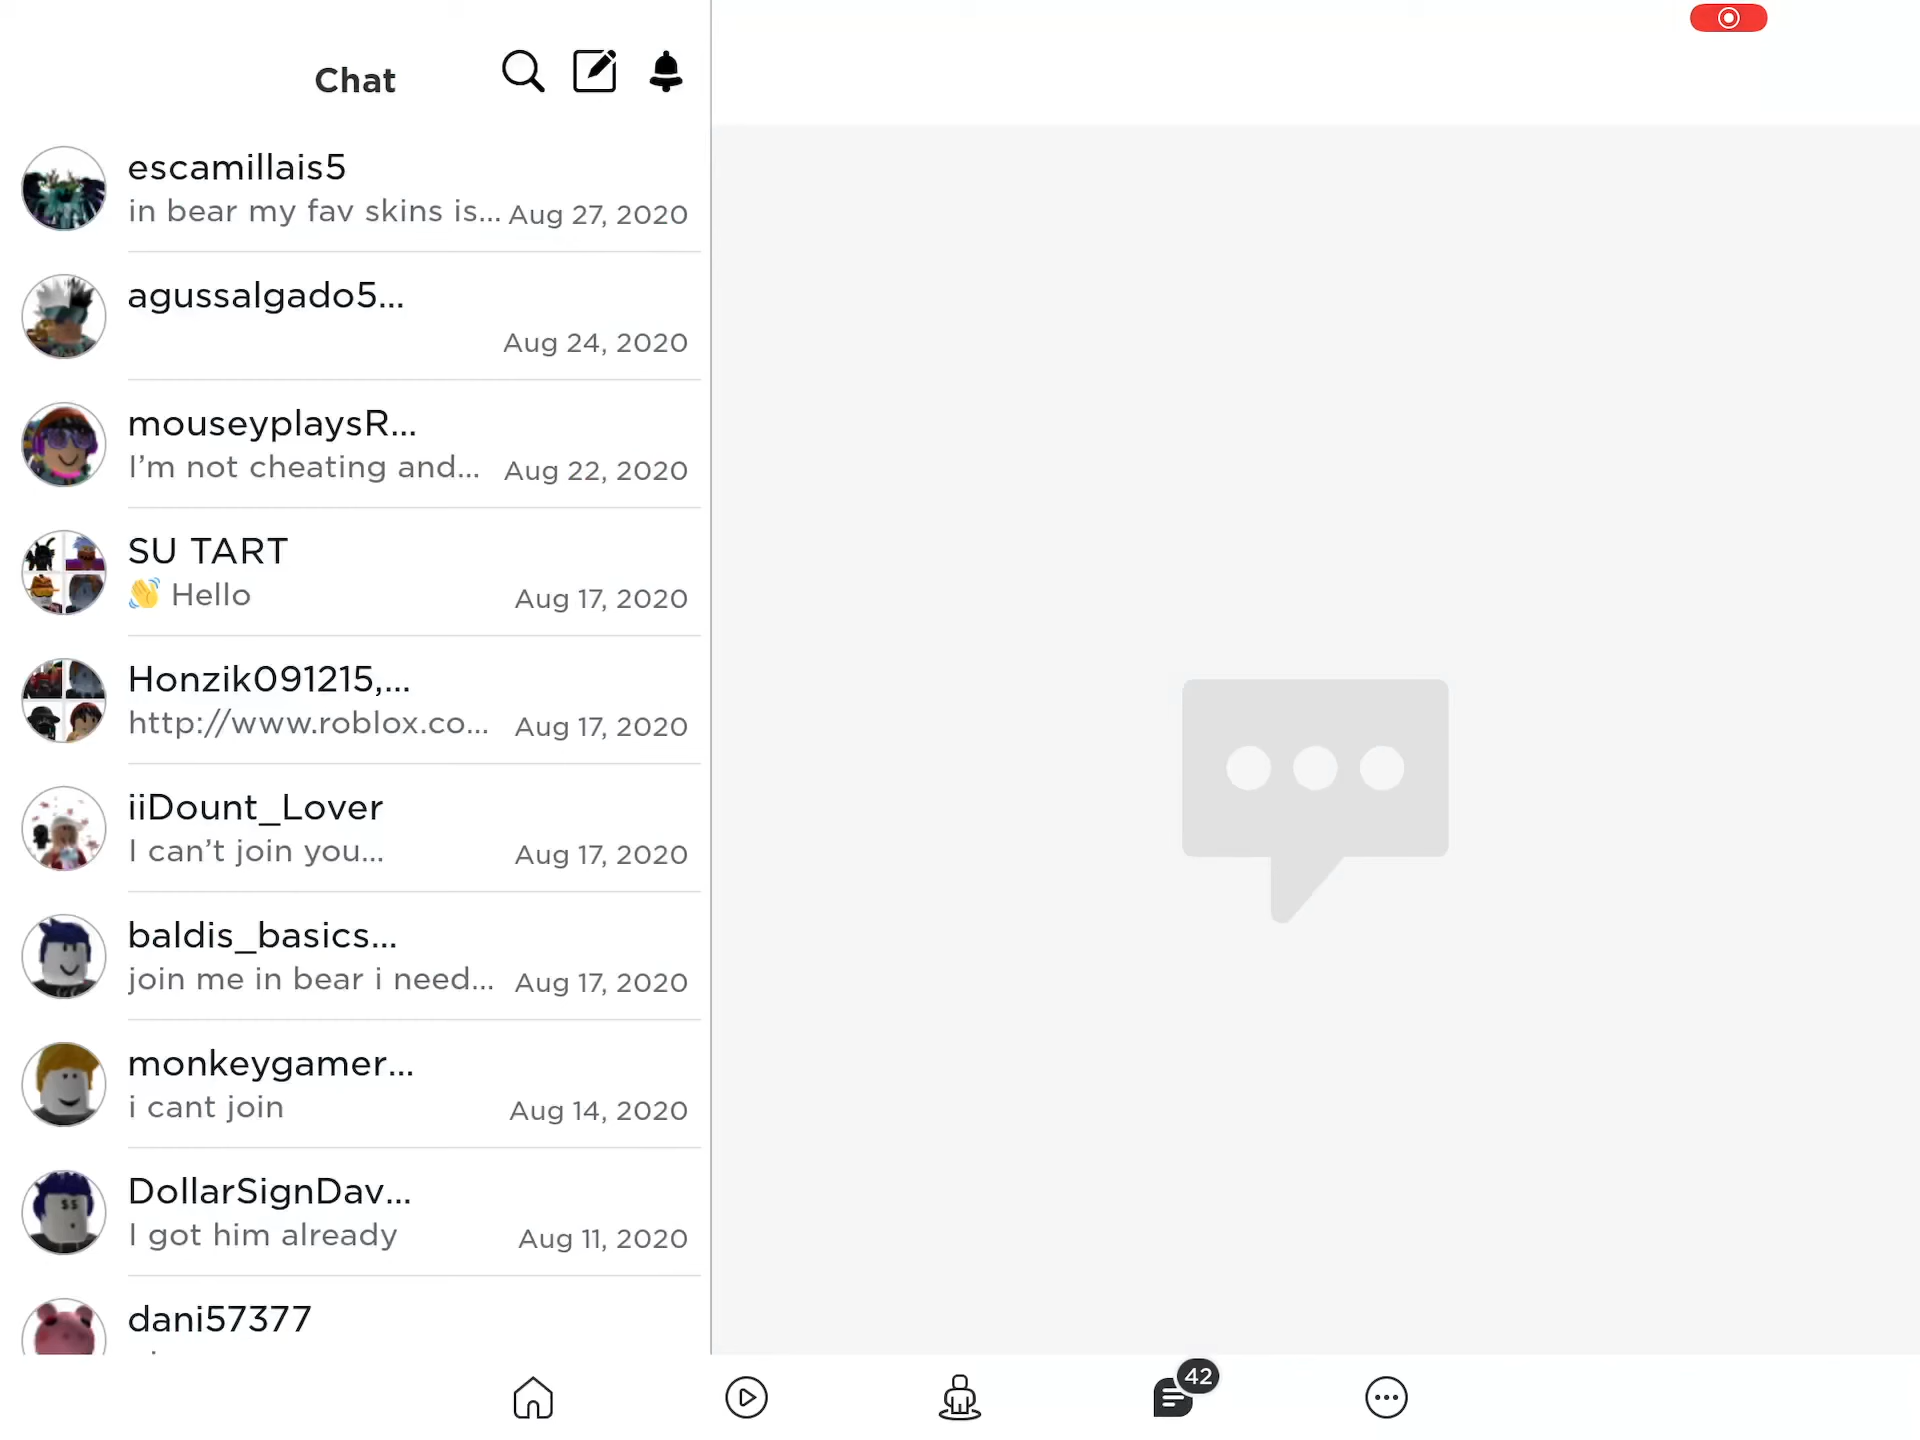 Chat
escamillais5
in bear my fav skins is... Aug 27, 2020
agussalgado5...
Aug 24, 2020
mouseyplaysR...
I'm not cheating and... Aug 22, 2020
SU TART
👋 Hello Aug 17, 2020
Honzik091215,...
http://www.roblox.co... Aug 17, 2020
iiDount_Lover
I can't join you... Aug 17, 2020
baldis_basics...
join me in bear i need... Aug 17, 2020
monkeygamer...
i cant join Aug 14, 2020
DollarSignDav...
I got him already Aug 11, 2020
dani57377
42